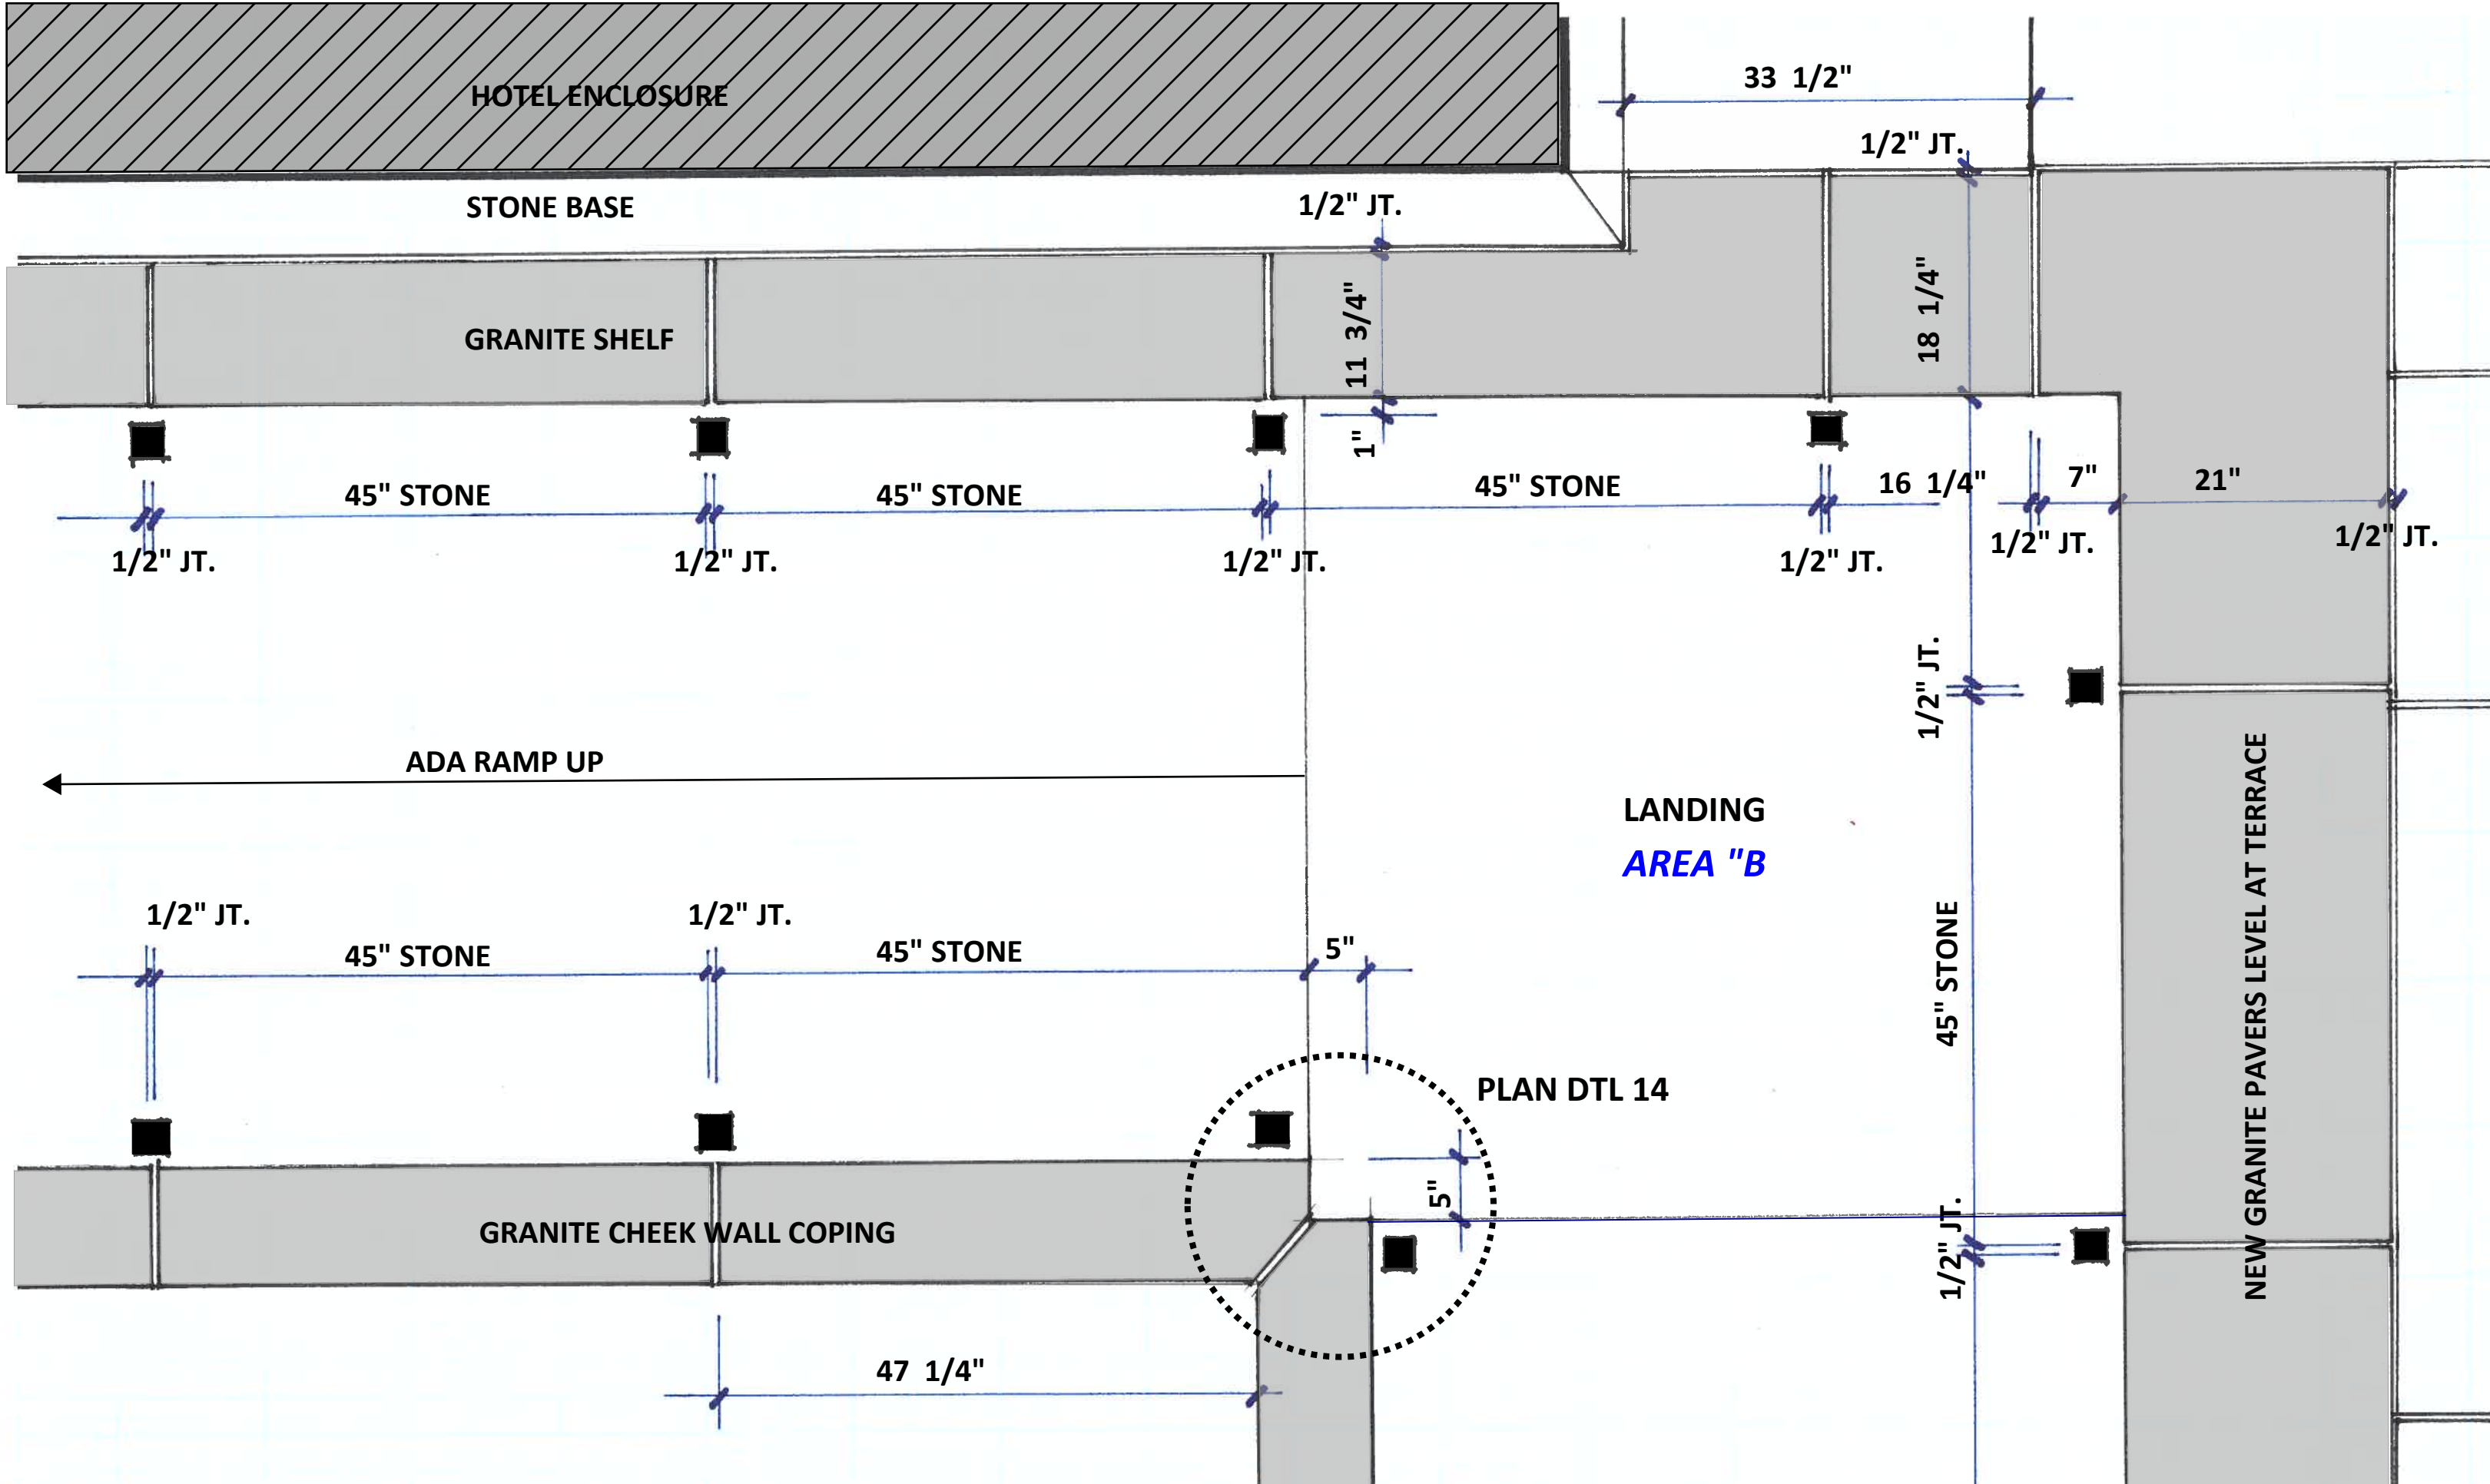 33 1/2"
HOTEL ENCLOSURE
1/2" JT.
STONE BASE
1/2" JT.
GRANITE SHELF
11 3/4"
18 1/4"
1"
45" STONE
45" STONE
45" STONE
16 1/4"
7"
21"
1/2" JT.
1/2" JT.
1/2" JT.
1/2" JT.
1/2" JT.
1/2" JT.
1/2" JT.
ADA RAMP UP
LANDING
AREA "B
NEW GRANITE PAVERS LEVEL AT TERRACE
1/2" JT.
1/2" JT.
45" STONE
45" STONE
5"
45" STONE
PLAN DTL 14
5"
1/2" JT.
GRANITE CHEEK WALL COPING
47 1/4"